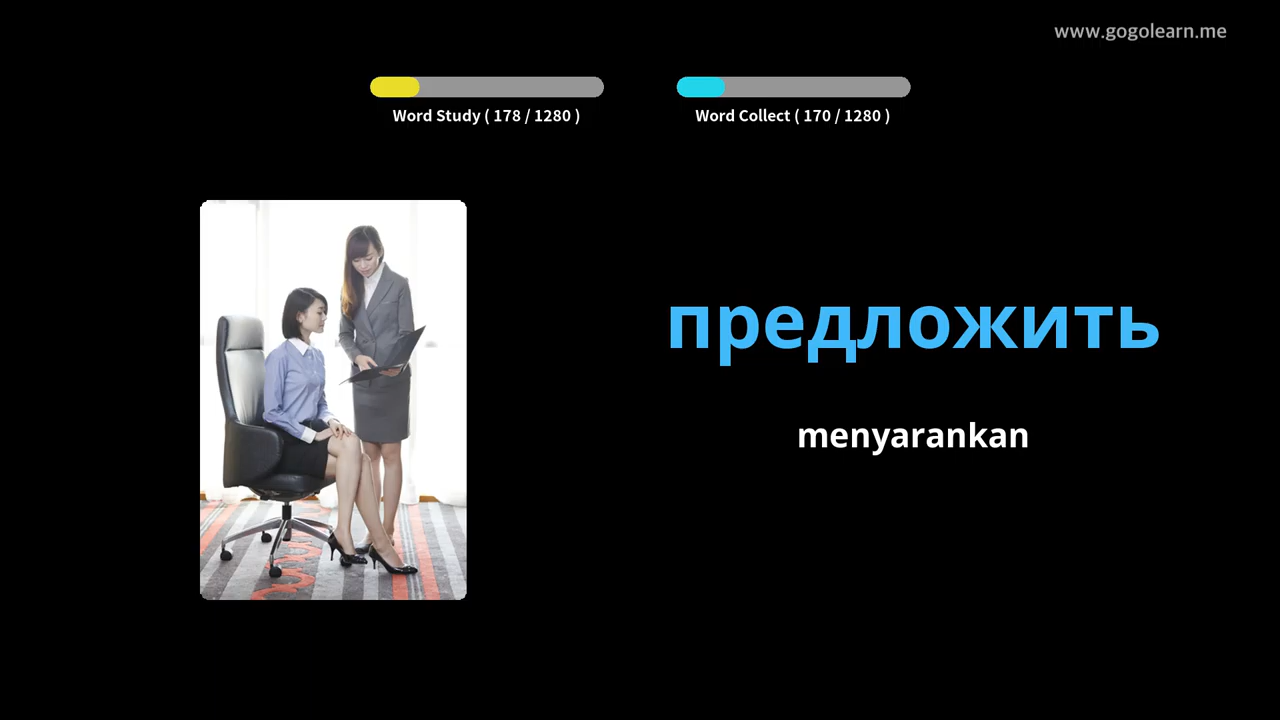 www.gogolearn.me
Word Study ( 178 / 1280 )
Word Collect ( 170 / 1280 )
предложить
menyarankan